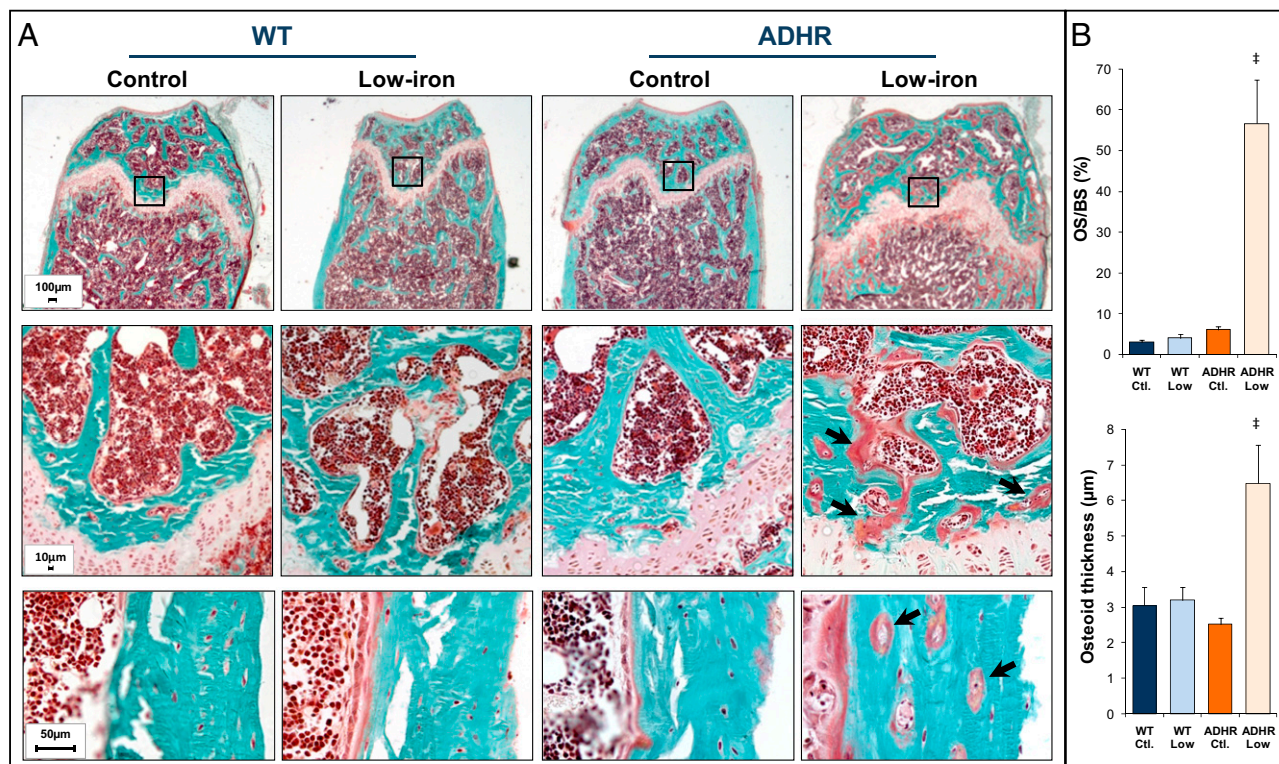 A
WT
ADHR
Control
Low-iron
Control
Low-iron
100µm
10µm
50µm
B
‡
70
60
50
40
30
20
10
0
OS/BS (%)
WT Ctl.
WT Low
ADHR Ctl.
ADHR Low
‡
8
7
6
5
4
3
2
1
0
Osteoid thickness (µm)
WT Ctl.
WT Low
ADHR Ctl.
ADHR Low